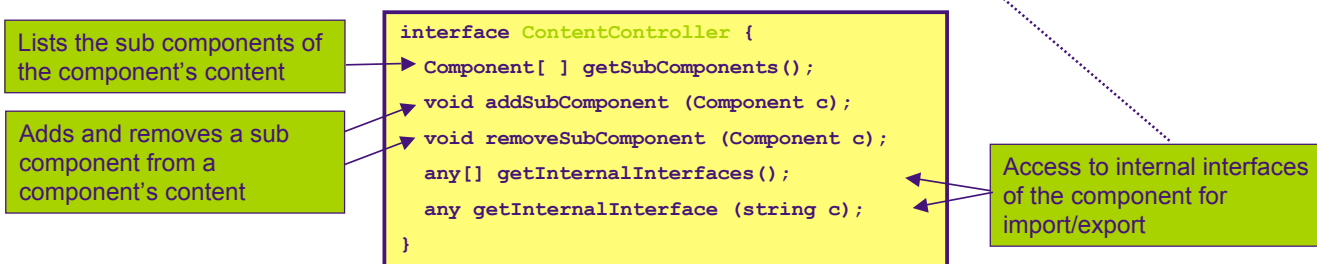 Lists the sub components of
the component's content
Adds and removes a sub
component from a
component's content
interface ContentController {
Component[ ] getSubComponents();
void addSubComponent (Component c);
void removeSubComponent (Component c);
any[] getInternalInterfaces();
any getInternalInterface (string c);
}
Access to internal interfaces
of the component for
import/export